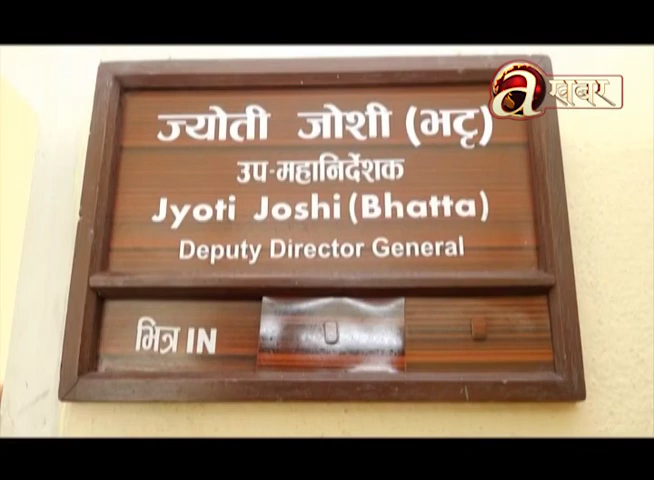 a खबर
ज्योती जोशी (भट्ट)
उप-महानिर्देशक
Jyoti Joshi (Bhatta)
Deputy Director General
भित्र IN